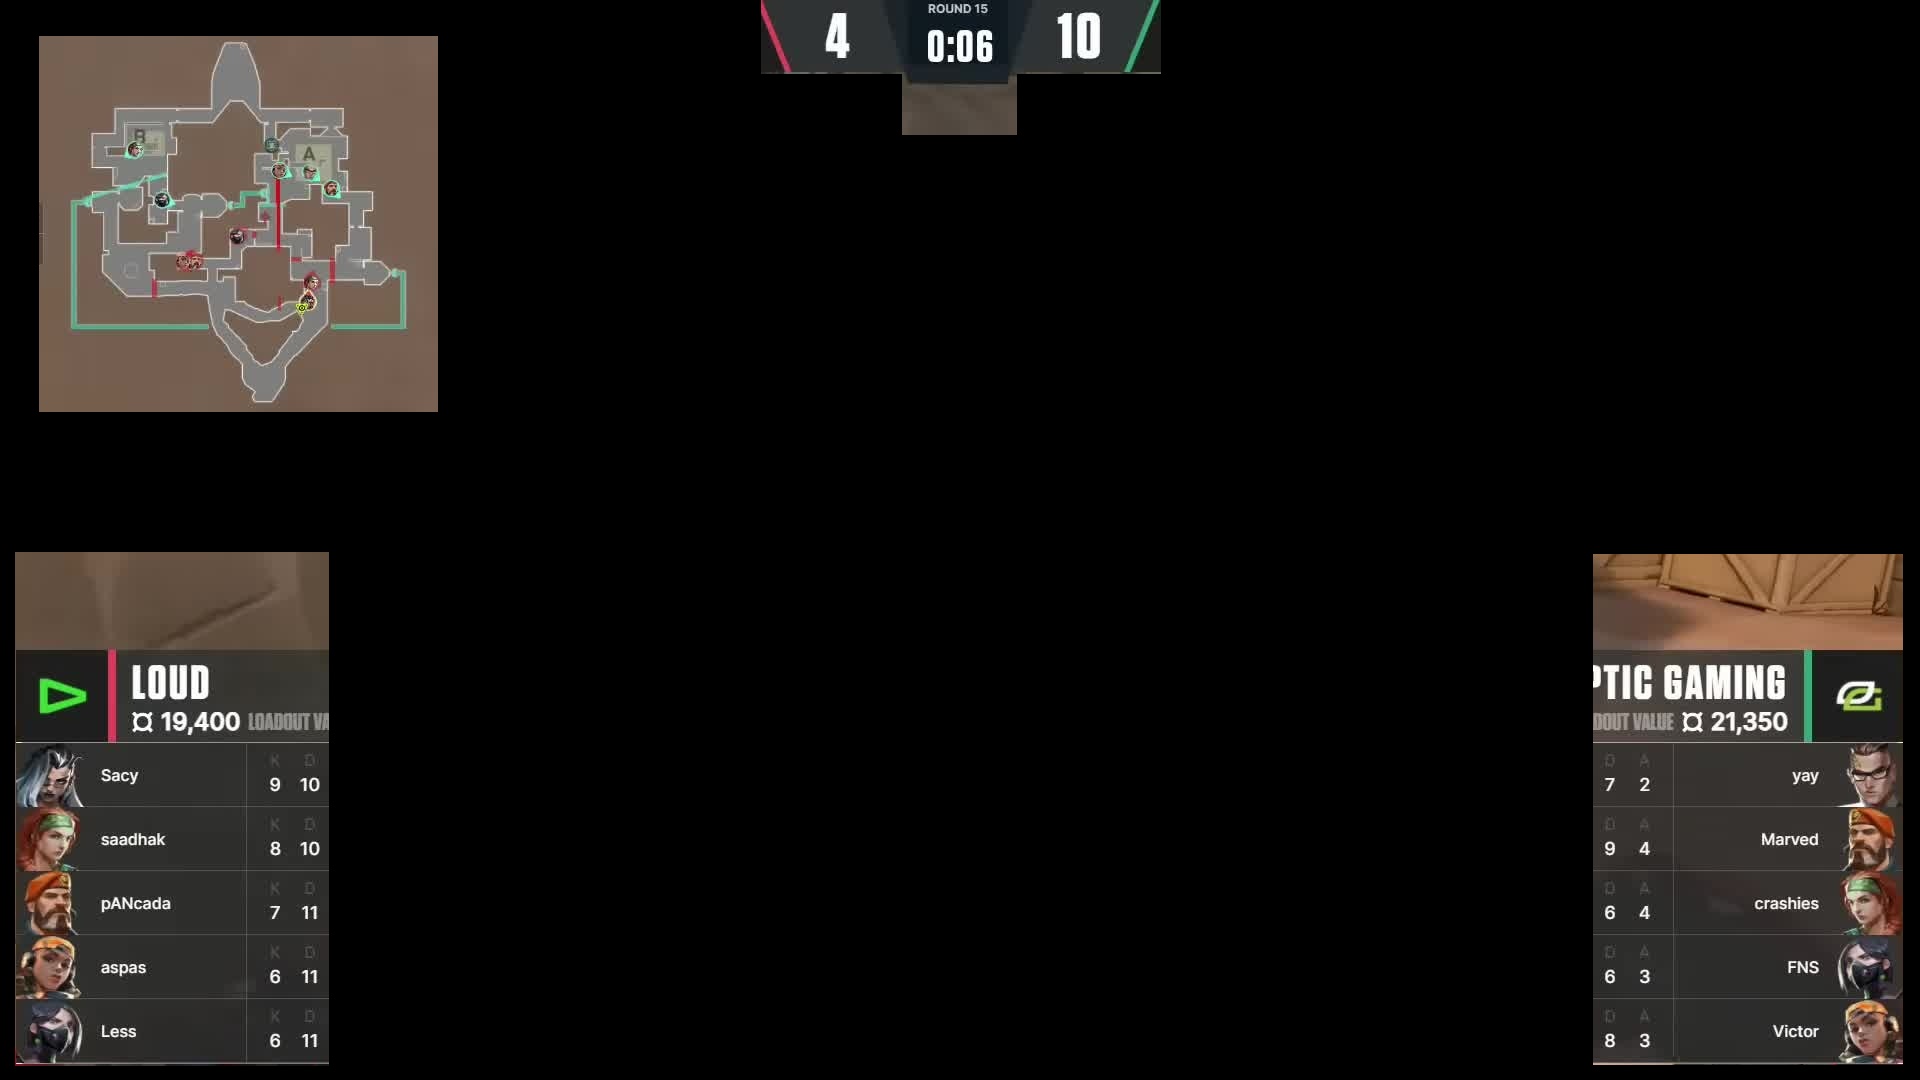 ROUND 15
4
0:06
10
B
A
LOUD
19,400 LOADOUT VA
PTIC GAMING
DOUT VALUE 21,350
K D
Sacy 9 10
K D
saadhak 8 10
K D
pANcada 7 11
K D
aspas 6 11
K D
Less 6 11
D A
7 2 yay
D A
9 4 Marved
D A
6 4 crashies
D A
6 3 FNS
D A
8 3 Victor